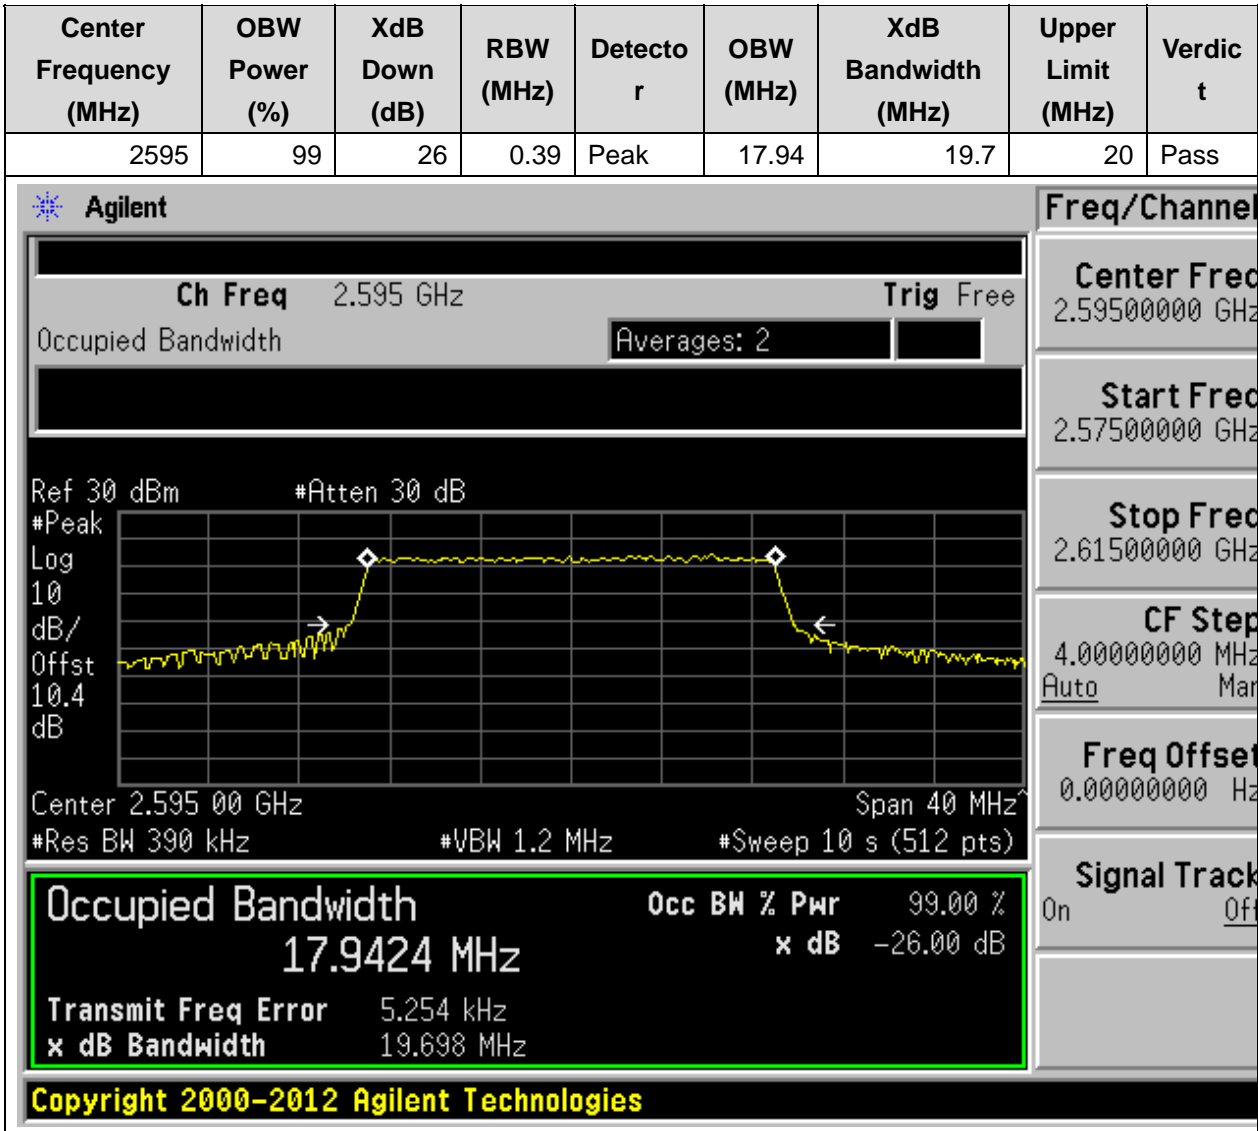 Center Frequency (MHz) OBW Power (%) XdB Down (dB) RBW (MHz) Detector OBW (MHz) XdB Bandwidth (MHz) Upper Limit (MHz) Verdict
2595 99 26 0.39 Peak 17.94 19.7 20 Pass
Agilent
Freq/Channel
Ch Freq 2.595 GHz Trig Free
Occupied Bandwidth Averages: 2
Ref 30 dBm #Atten 30 dB
#Peak
Log
10
dB/
Offst
10.4
dB
Center 2.595 00 GHz Span 40 MHz^
#Res BW 390 kHz #VBW 1.2 MHz #Sweep 10 s (512 pts)
Occupied Bandwidth Occ BW % Pwr 99.00 %
17.9424 MHz x dB -26.00 dB
Transmit Freq Error 5.254 kHz
x dB Bandwidth 19.698 MHz
Center Freq
2.59500000 GHz
Start Freq
2.57500000 GHz
Stop Freq
2.61500000 GHz
CF Step
4.00000000 MHz
Auto Man
Freq Offset
0.00000000 Hz
Signal Track
On Off
Copyright 2000-2012 Agilent Technologies